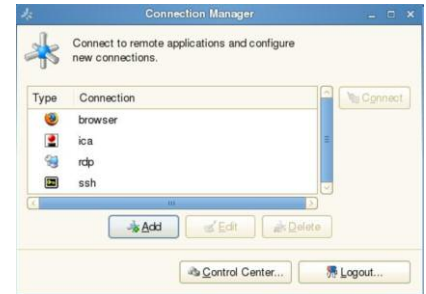 Connection Manager
Connect to remote applications and configure
new connections.
Type Connection
Connect
browser
ica
rdp
ssh
Add Edit Delete
Control Center... Logout...